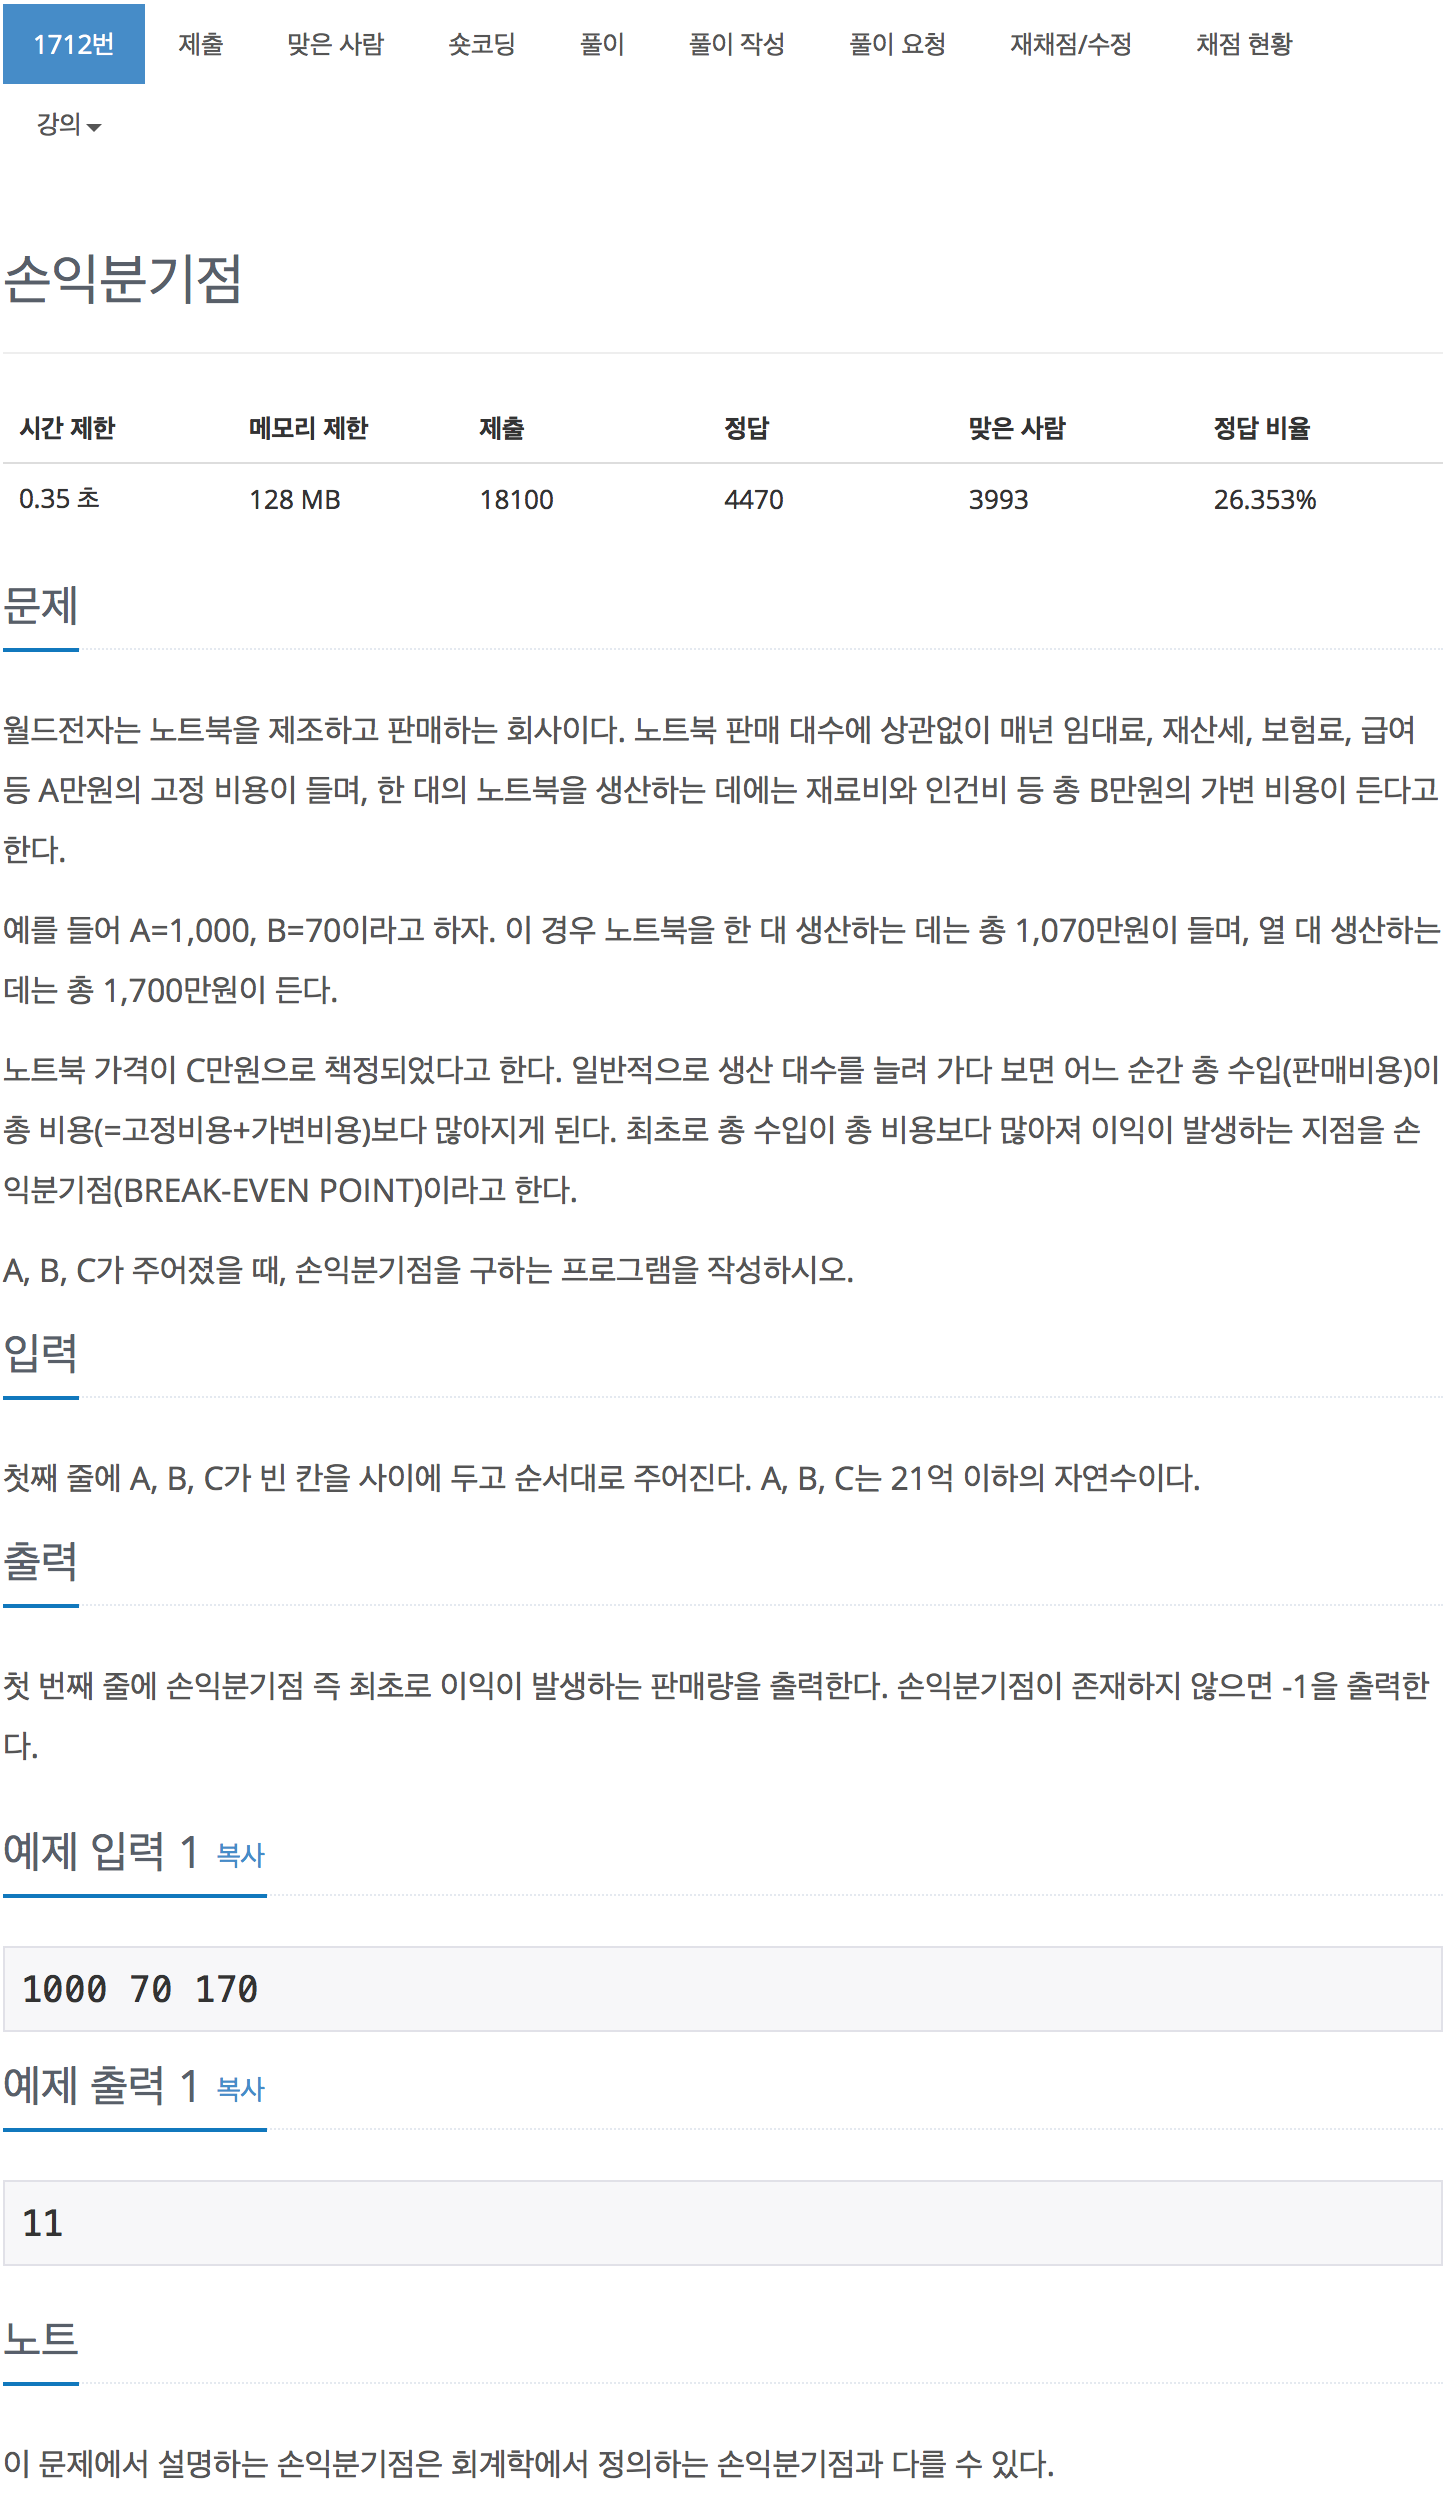 1712번 제출 맞은 사람 숏코딩 풀이 풀이 작성 풀이 요청 재채점/수정 채점 현황
강의
손익분기점
시간 제한 메모리 제한 제출 정답 맞은 사람 정답 비율
0.35 초 128 MB 18100 4470 3993 26.353%
문제
월드전자는 노트북을 제조하고 판매하는 회사이다. 노트북 판매 대수에 상관없이 매년 임대료, 재산세, 보험료, 급여
등 A만원의 고정 비용이 들며, 한 대의 노트북을 생산하는 데에는 재료비와 인건비 등 총 B만원의 가변 비용이 든다고
한다.
예를 들어 A=1,000, B=70이라고 하자. 이 경우 노트북을 한 대 생산하는 데는 총 1,070만원이 들며, 열 대 생산하는
데는 총 1,700만원이 든다.
노트북 가격이 C만원으로 책정되었다고 한다. 일반적으로 생산 대수를 늘려 가다 보면 어느 순간 총 수입(판매비용)이
총 비용(=고정비용+가변비용)보다 많아지게 된다. 최초로 총 수입이 총 비용보다 많아져 이익이 발생하는 지점을 손
익분기점(BREAK-EVEN POINT)이라고 한다.
A, B, C가 주어졌을 때, 손익분기점을 구하는 프로그램을 작성하시오.
입력
첫째 줄에 A, B, C가 빈 칸을 사이에 두고 순서대로 주어진다. A, B, C는 21억 이하의 자연수이다.
출력
첫 번째 줄에 손익분기점 즉 최초로 이익이 발생하는 판매량을 출력한다. 손익분기점이 존재하지 않으면 -1을 출력한
다.
예제 입력 1 복사
1000 70 170
예제 출력 1 복사
11
노트
이 문제에서 설명하는 손익분기점은 회계학에서 정의하는 손익분기점과 다를 수 있다.